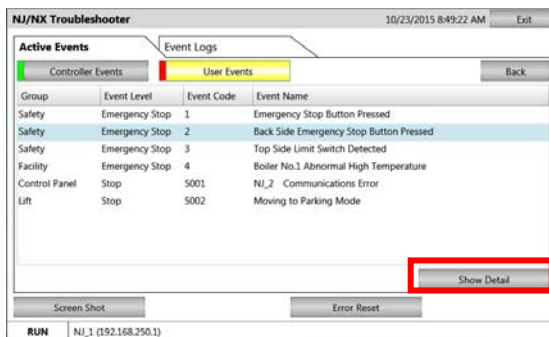 NJ/NX Troubleshooter 10/23/2015 8:49:22 AM Exit
Active Events Event Logs
Controller Events User Events Back
Group Event Level Event Code Event Name
Safety Emergency Stop 1 Emergency Stop Button Pressed
Safety Emergency Stop 2 Back Side Emergency Stop Button Pressed
Safety Emergency Stop 3 Top Side Limit Switch Detected
Facility Emergency Stop 4 Boiler No.1 Abnormal High Temperature
Control Panel Stop 5001 NJ_2 Communications Error
Lift Stop 5002 Moving to Parking Mode
Show Detail
Screen Shot Error Reset
RUN NJ_1 (192.168.250.1)